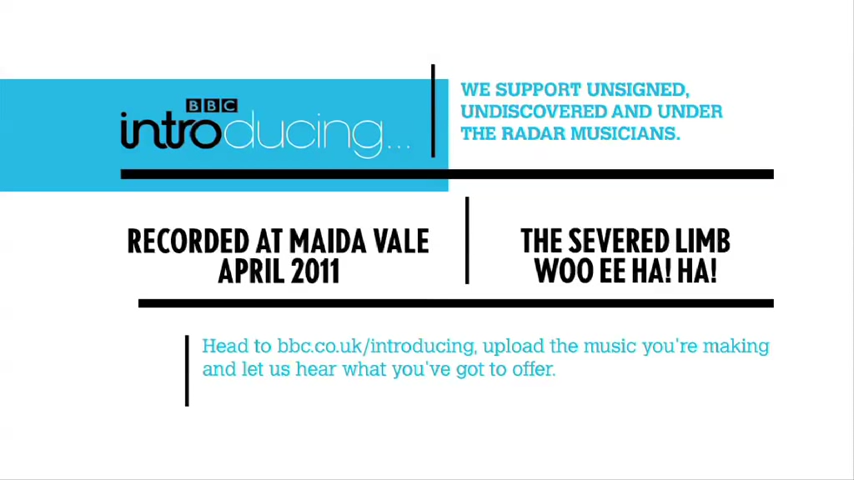 BBC
introducing...
WE SUPPORT UNSIGNED,
UNDISCOVERED AND UNDER
THE RADAR MUSICIANS.
RECORDED AT MAIDA VALE
APRIL 2011
THE SEVERED LIMB
WOO EE HA! HA!
Head to bbc.co.uk/introducing, upload the music you're making
and let us hear what you've got to offer.